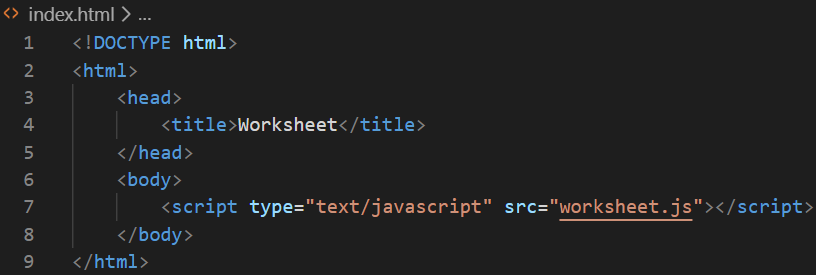 index.html > ...
1 <!DOCTYPE html>
2 <html>
3     <head>
4         <title>Worksheet</title>
5     </head>
6     <body>
7         <script type="text/javascript" src="worksheet.js"></script>
8     </body>
9 </html>